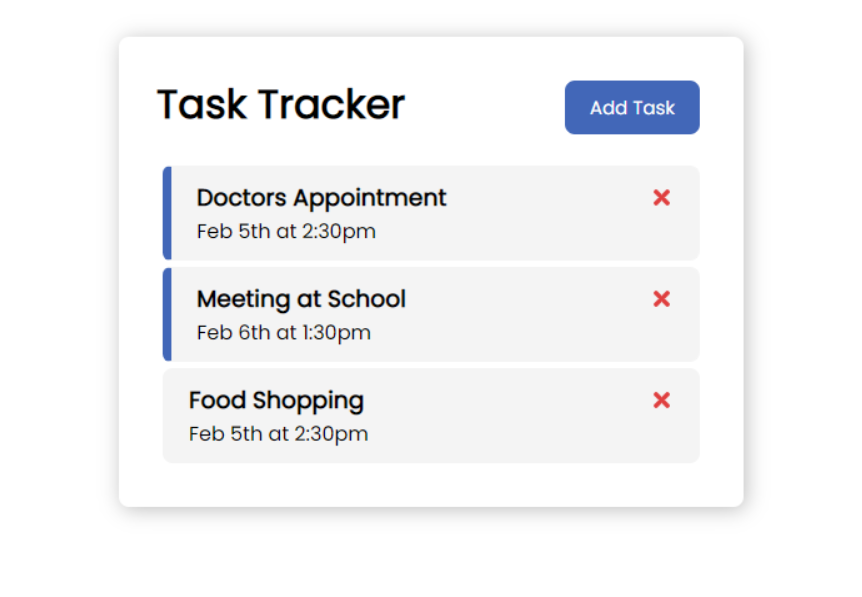 Task Tracker
Add Task
Doctors Appointment
Feb 5th at 2:30pm
Meeting at School
Feb 6th at 1:30pm
Food Shopping
Feb 5th at 2:30pm